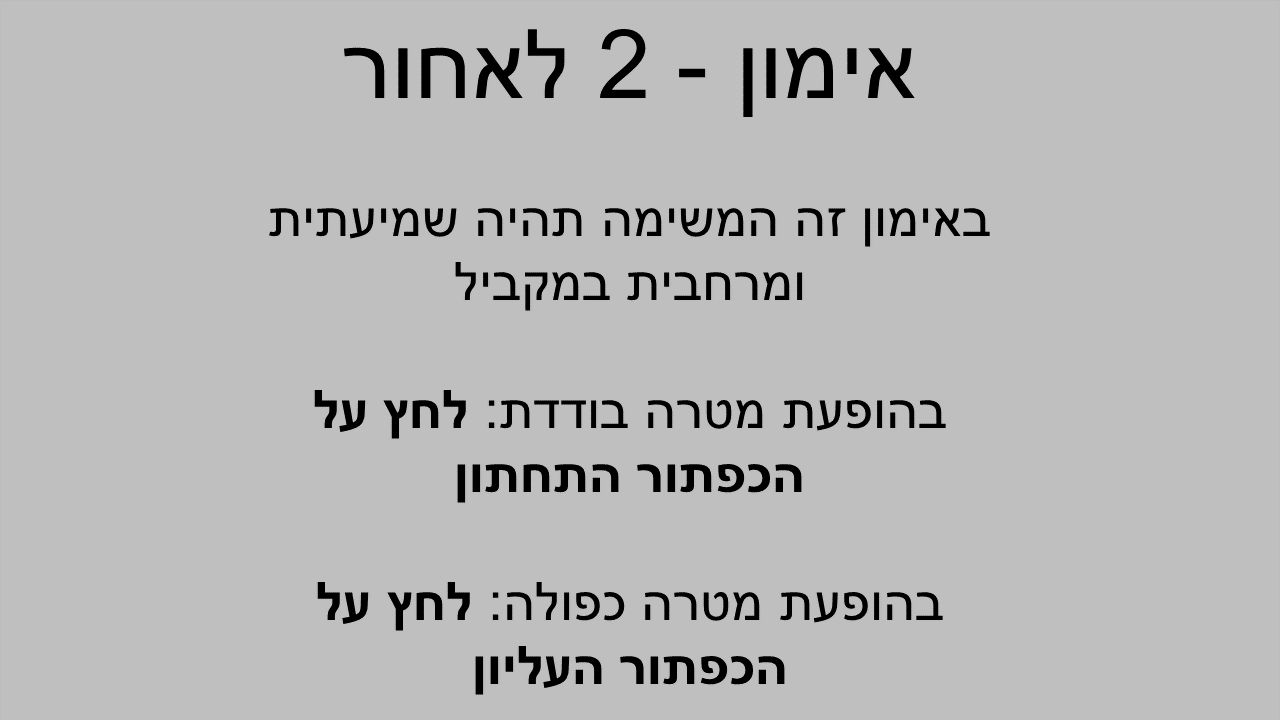 אימון - 2 לאחור
באימון זה המשימה תהיה שמיעתית
ומרחבית במקביל
בהופעת מטרה בודדת: לחץ על
הכפתור התחתון
בהופעת מטרה כפולה: לחץ על
הכפתור העליון